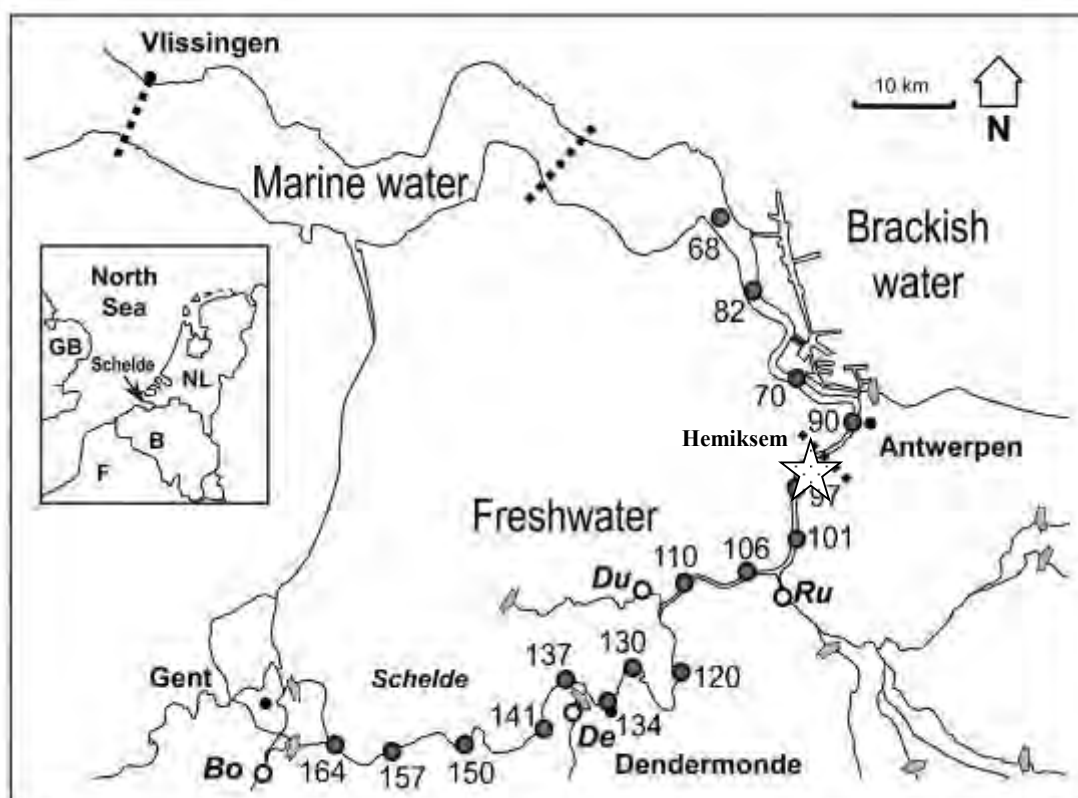 Vlissingen
10 km
N
Marine water
Brackish
water
68
82
North
Sea
GB
Schelde
NL
B
F
70
90
Hemiksem
Antwerpen
97
Freshwater
101
106
110
Du
Ru
130
137
120
Gent
Schelde
141
De
134
Dendermonde
Bo
164
157
150